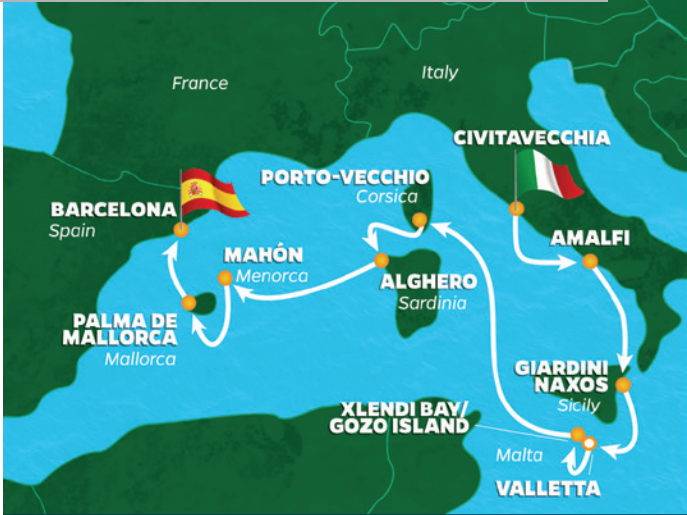 France
Italy
CIVITAVECCHIA
PORTO-VECCHIO
Corsica
BARCELONA
Spain
AMALFI
MAHÓN
Menorca
ALGHERO
Sardinia
PALMA DE
MALLORCA
Mallorca
GIARDINI
NAXOS
Sicily
XLENDI BAY/
GOZO ISLAND
Malta
VALLETTA